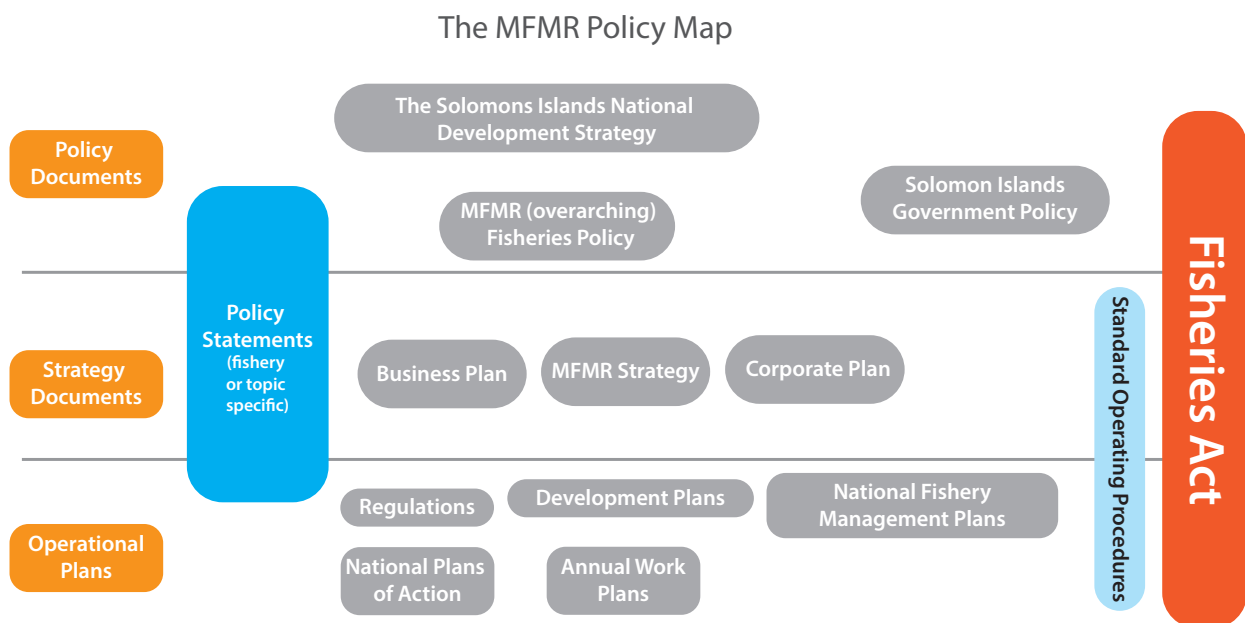 The MFMR Policy Map
Policy
Documents
The Solomons Islands National
Development Strategy
MFMR (overarching)
Fisheries Policy
Solomon Islands
Government Policy
Policy
Statements
(fishery
or topic
specific)
Strategy
Documents
Business Plan
MFMR Strategy
Corporate Plan
Operational
Plans
Regulations
Development Plans
National Fishery
Management Plans
National Plans
of Action
Annual Work
Plans
Standard Operating Procedures
Fisheries Act